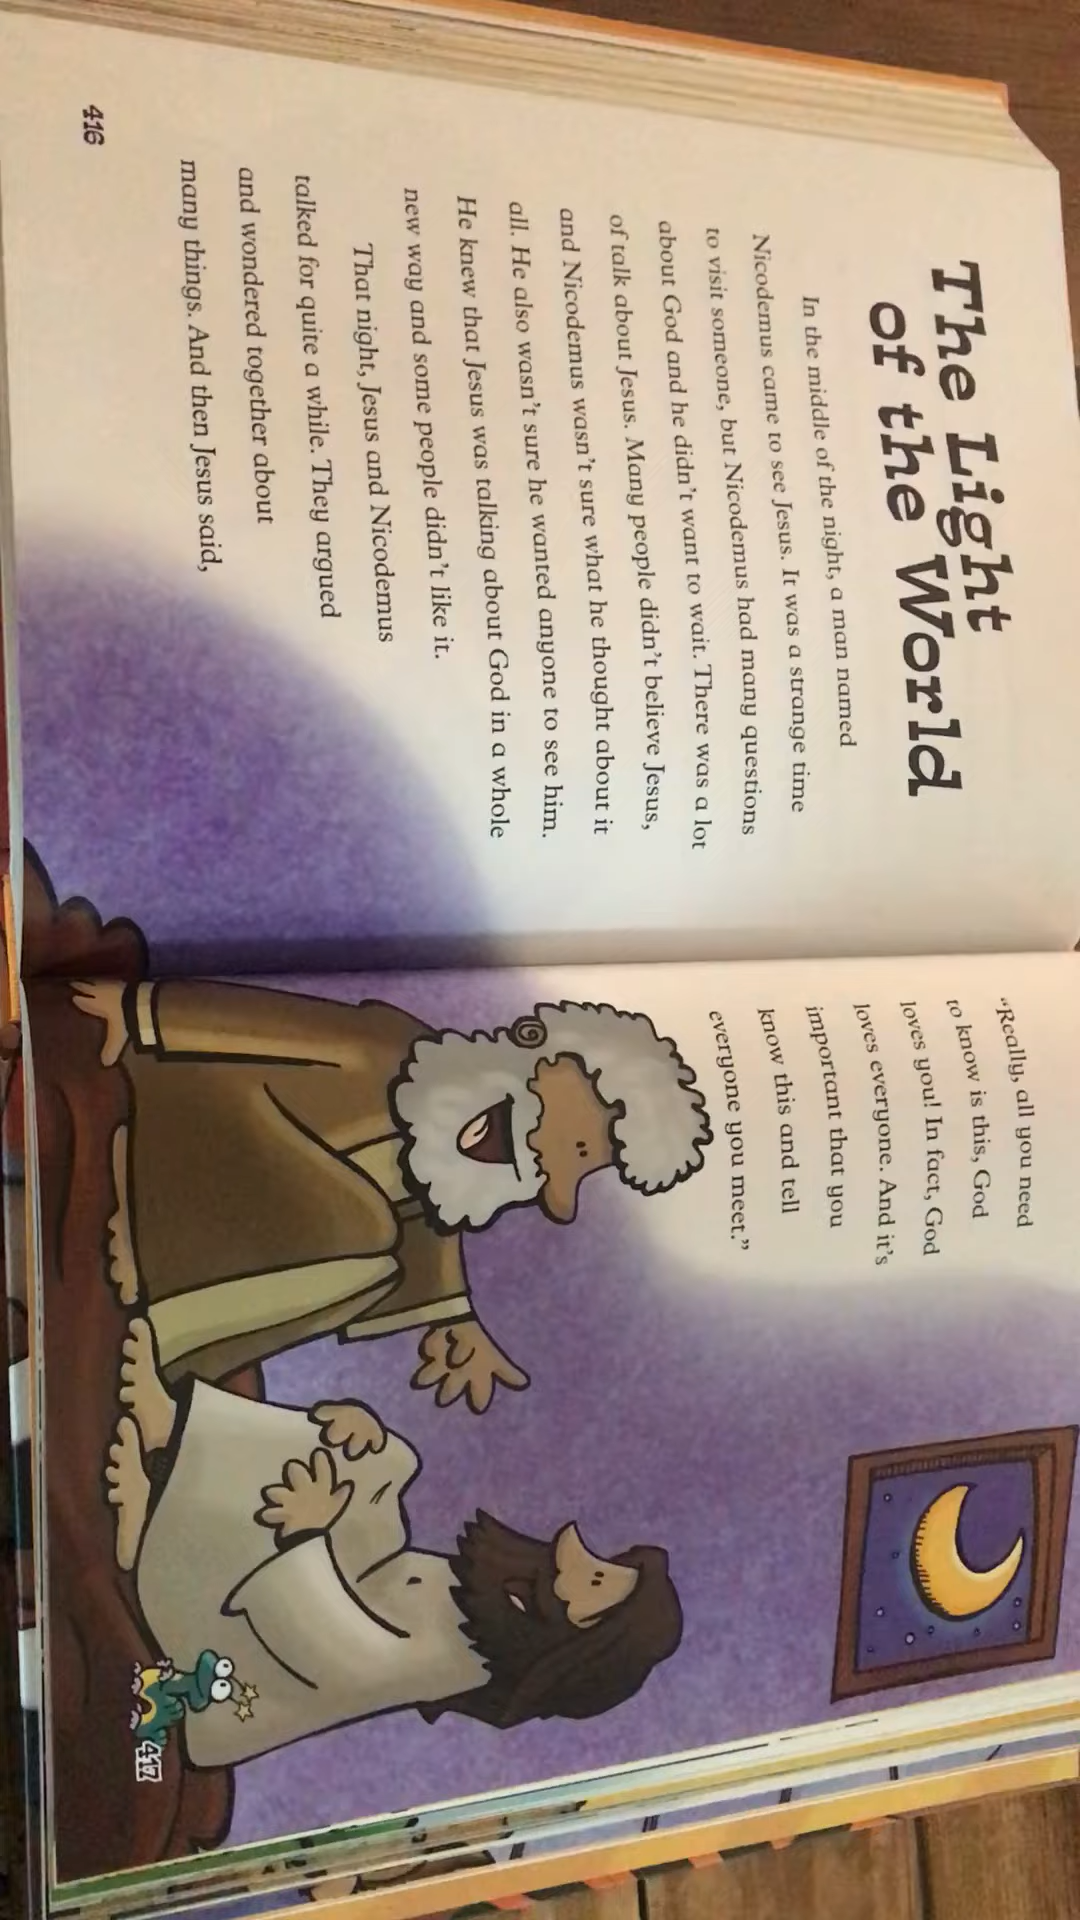 The Light
of the World
In the middle of the night, a man named
Nicodemus came to see Jesus. It was a strange time
to visit someone, but Nicodemus had many questions
about God and he didn't want to wait. There was a lot
of talk about Jesus. Many people didn't believe Jesus,
and Nicodemus wasn't sure what he thought about it
all. He also wasn't sure he wanted anyone to see him.
He knew that Jesus was talking about God in a whole
new way and some people didn't like it.
That night, Jesus and Nicodemus
talked for quite a while. They argued
and wondered together about
many things. And then Jesus said,
416
“Really, all you need
to know is this, God
loves you! In fact, God
loves everyone. And it's
important that you
know this and tell
everyone you meet.”
417